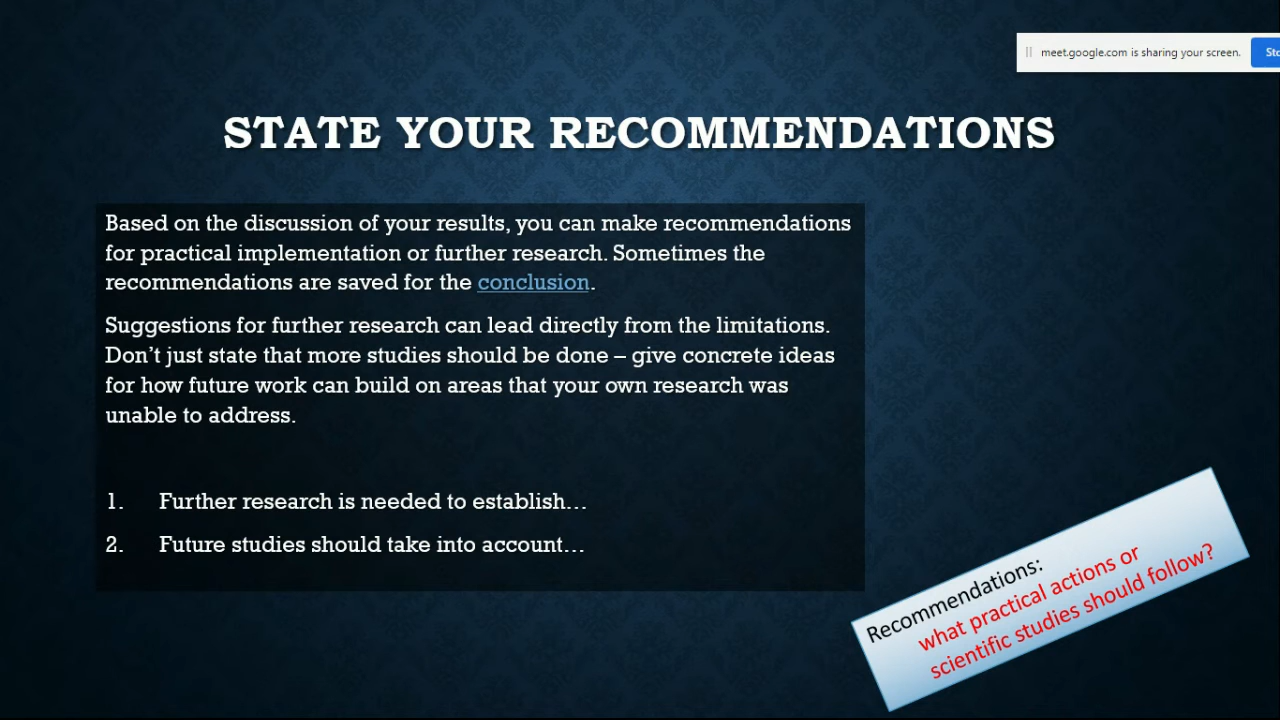 meet.google.com is sharing your screen.
STATE YOUR RECOMMENDATIONS
Based on the discussion of your results, you can make recommendations
for practical implementation or further research. Sometimes the
recommendations are saved for the conclusion.
Suggestions for further research can lead directly from the limitations.
Don’t just state that more studies should be done – give concrete ideas
for how future work can build on areas that your own research was
unable to address.
1. Further research is needed to establish…
2. Future studies should take into account…
Recommendations:
what practical actions or
scientific studies should follow?